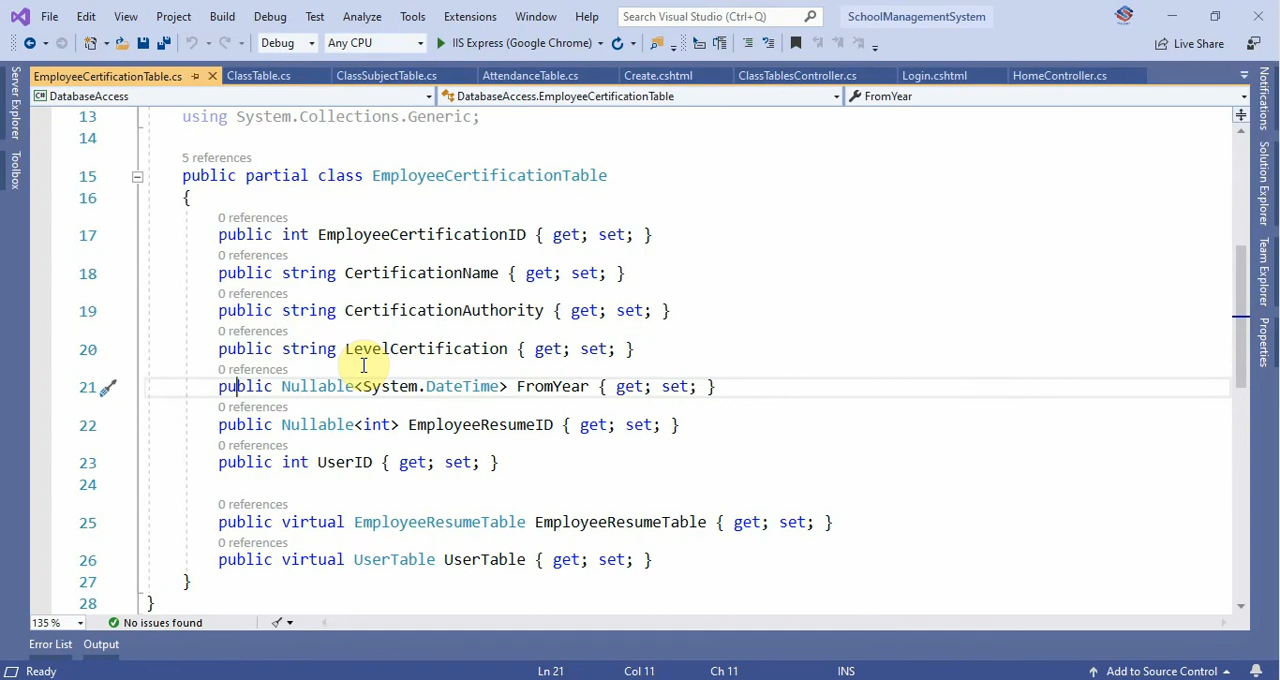 File Edit View Project Build Debug Test Analyze Tools Extensions Window Help Search Visual Studio (Ctrl+Q) SchoolManagementSystem
Debug Any CPU IIS Express (Google Chrome) Live Share
EmployeeCertificationTable.cs ClassTable.cs ClassSubjectTable.cs AttendanceTable.cs Create.cshtml ClassTablesController.cs Login.cshtml HomeController.cs
DatabaseAccess DatabaseAccess.EmployeeCertificationTable FromYear
Server Explorer
Toolbox
13 using System.Collections.Generic;
14
5 references
15 public partial class EmployeeCertificationTable
16 {
0 references
17 public int EmployeeCertificationID { get; set; }
0 references
18 public string CertificationName { get; set; }
0 references
19 public string CertificationAuthority { get; set; }
0 references
20 public string LevelCertification { get; set; }
0 references
21 public Nullable<System.DateTime> FromYear { get; set; }
0 references
22 public Nullable<int> EmployeeResumeID { get; set; }
0 references
23 public int UserID { get; set; }
24
0 references
25 public virtual EmployeeResumeTable EmployeeResumeTable { get; set; }
0 references
26 public virtual UserTable UserTable { get; set; }
27 }
28 }
Notifications
Solution Explorer
Team Explorer
Properties
135 % No issues found
Error List Output
Ready Ln 21 Col 11 Ch 11 INS Add to Source Control